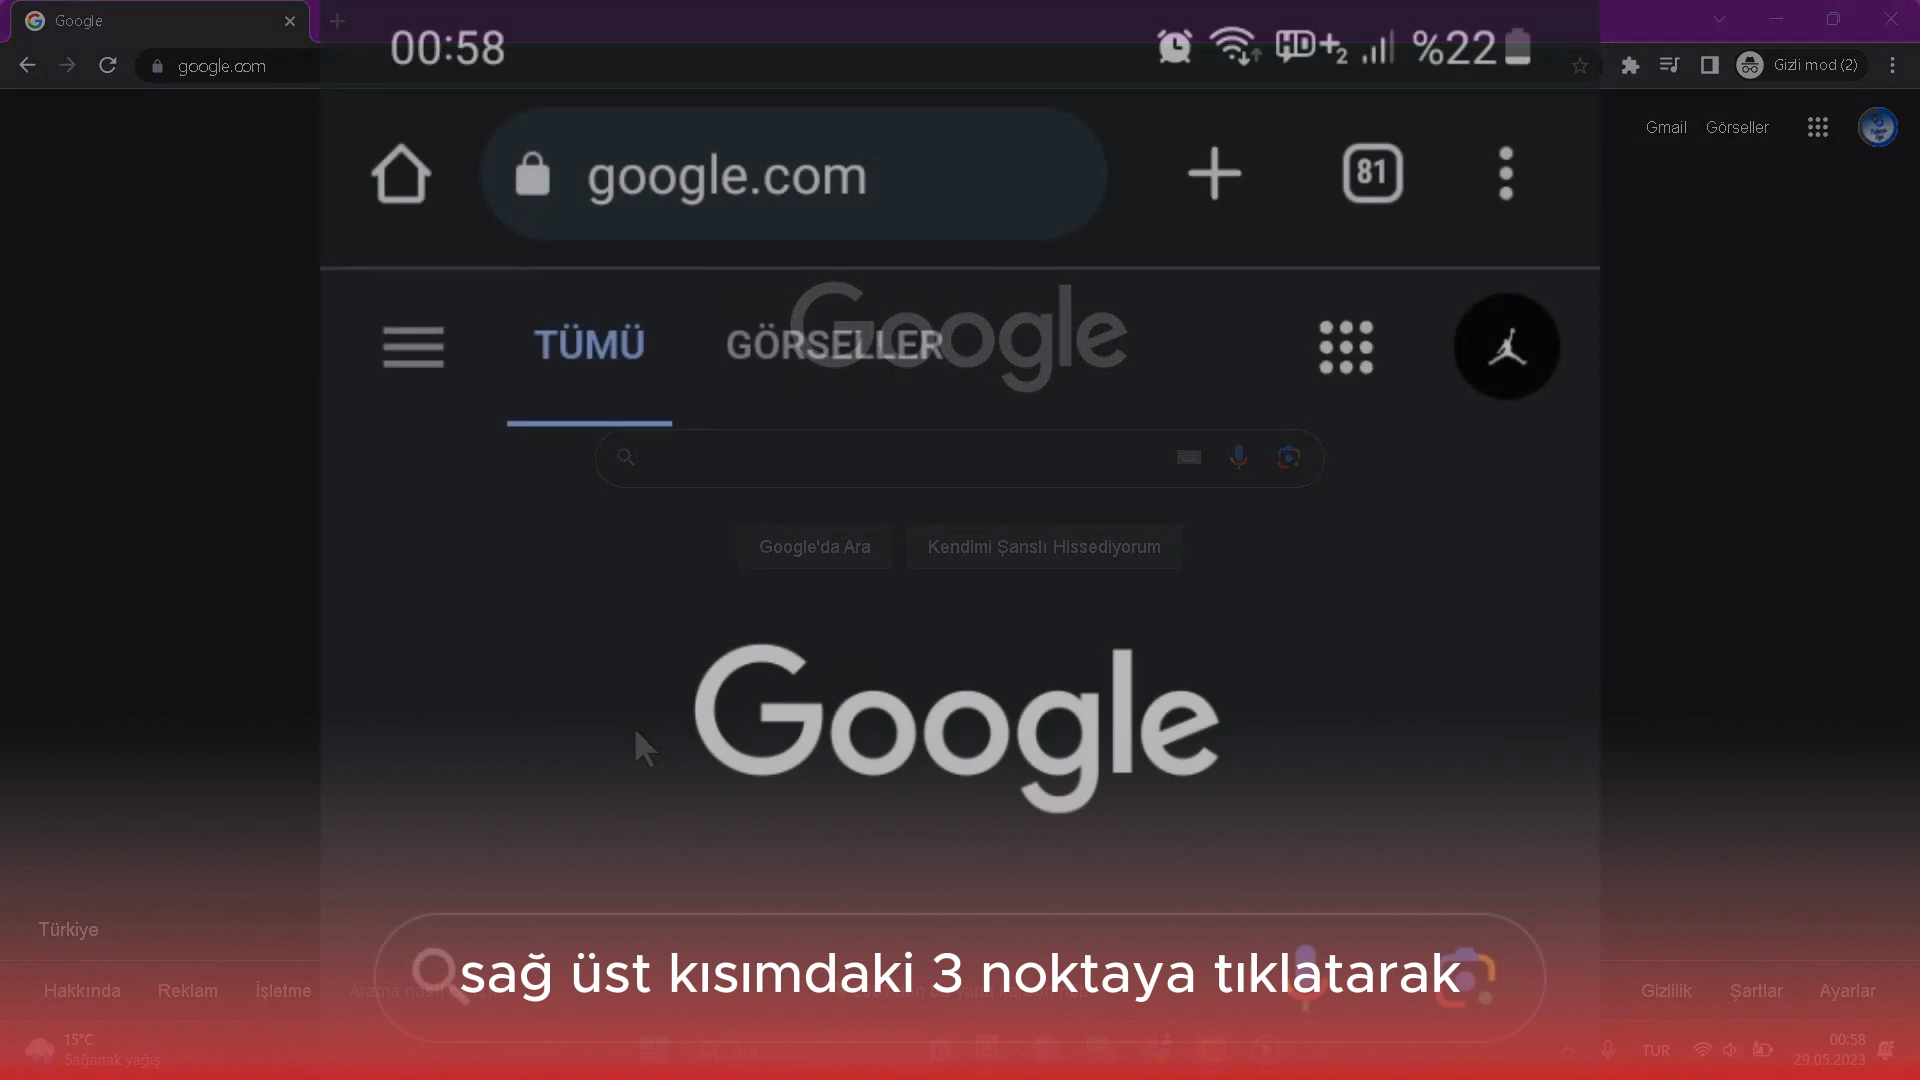 Google
google.com
Gizli mod (2)
00:58
%22
google.com
81
Gmail Görseller
TÜMÜ GÖRSELLER
Google
Google'da Ara Kendimi Şanslı Hissediyorum
Google
Türkiye
sağ üst kısımdaki 3 noktaya tıklatarak
Hakkında Reklam İşletme
Gizlilik Şartlar Ayarlar
15°C
Sağanak yağış
Ara
TUR
00:58
29.05.2023